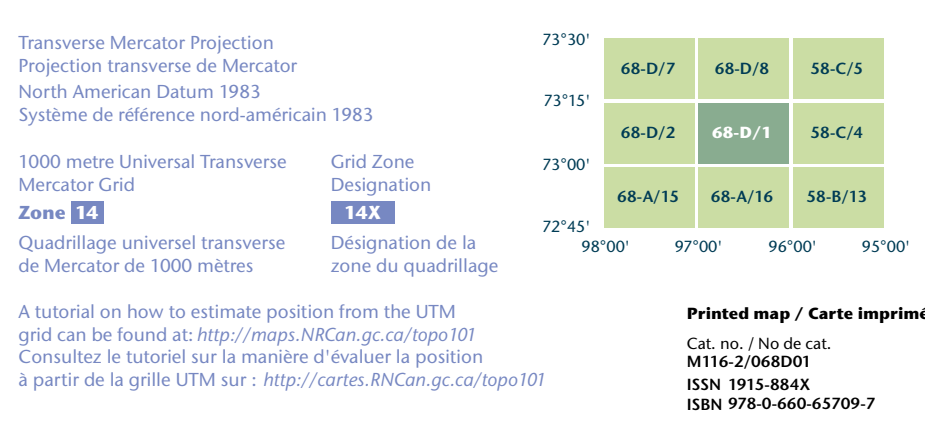 Transverse Mercator Projection
Projection transverse de Mercator
North American Datum 1983
Système de référence nord-américain 1983
1000 metre Universal Transverse
Mercator Grid
Zone 14
Quadrillage universel transverse
de Mercator de 1000 mètres
Grid Zone
Designation
14X
Désignation de la
zone du quadrillage
A tutorial on how to estimate position from the UTM
grid can be found at: http://maps.NRCan.gc.ca/topo101
Consultez le tutoriel sur la manière d'évaluer la position
à partir de la grille UTM sur : http://cartes.RNCan.gc.ca/topo101
73°30'
68-D/7 68-D/8 58-C/5
73°15'
68-D/2 68-D/1 58-C/4
73°00'
68-A/15 68-A/16 58-B/13
72°45'
98°00' 97°00' 96°00' 95°00'
Printed map / Carte imprimé
Cat. no. / No de cat.
M116-2/068D01
ISSN 1915-884X
ISBN 978-0-660-65709-7